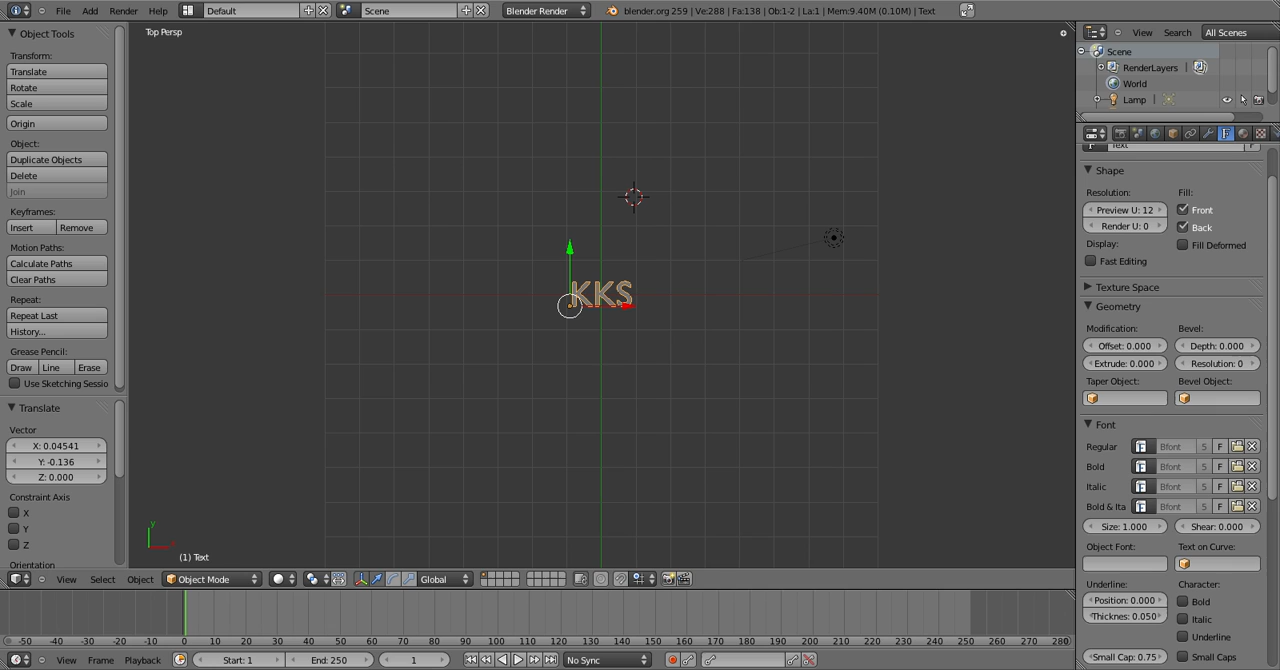 File Add Render Help Default Scene Blender Render blender.org 259 | Ve:288 | Fa:138 | Ob:1-2 | La:1 | Mem:9.40M (0.10M) | Text
Object Tools
Transform:
Translate
Rotate
Scale
Origin
Object:
Duplicate Objects
Delete
Join
Keyframes:
Insert Remove
Motion Paths:
Calculate Paths
Clear Paths
Repeat:
Repeat Last
History...
Grease Pencil:
Draw Line Erase
Use Sketching Sessio
Translate
Vector
X: 0.04541
Y: -0.136
Z: 0.000
Constraint Axis
X
Y
Z
Orientation
Top Persp
KKS
y
(1) Text
View Select Object Object Mode Global
-50 -40 -30 -20 -10 0 10 20 30 40 50 60 70 80 90 100 110 120 130 140 150 160 170 180 190 200 210 220 230 240 250 260 270 280
View Frame Playback Start: 1 End: 250 1 No Sync
View Search All Scenes
Scene
RenderLayers |
World
Lamp |
Text F
Shape
Resolution: Fill:
Preview U: 12 Front
Render U: 0 Back
Display: Fill Deformed
Fast Editing
Texture Space
Geometry
Modification: Bevel:
Offset: 0.000 Depth: 0.000
Extrude: 0.000 Resolution: 0
Taper Object: Bevel Object:
Font
Regular F Bfont 5 F
Bold F Bfont 5 F
Italic F Bfont 5 F
Bold & Ita F Bfont 5 F
Size: 1.000 Shear: 0.000
Object Font: Text on Curve:
Underline: Character:
Position: 0.000 Bold
Thicknes: 0.050 Italic
Underline
Small Cap: 0.75 Small Caps